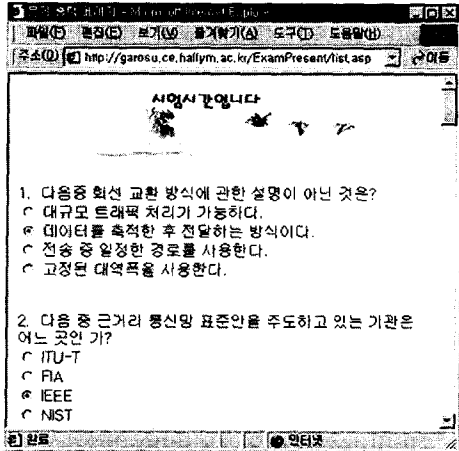 Microsoft Internet Explorer
파일(F) 편집(E) 보기(V) 즐겨찾기(A) 도구(T) 도움말(H)
주소(D) http://garosu.ce.hallym.ac.kr/ExamPresent/list.asp 이동
시험시간입니다
1. 다음중 회선 교환 방식에 관한 설명이 아닌 것은?
대규모 트래픽 처리가 가능하다.
데이터를 축적한 후 전달하는 방식이다.
전송 중 일정한 경로를 사용한다.
고정된 대역폭을 사용한다.
2. 다음 중 근거리 통신망 표준안을 주도하고 있는 기관은
어느 곳인 가?
ITU-T
FIA
IEEE
NIST
완료 인터넷